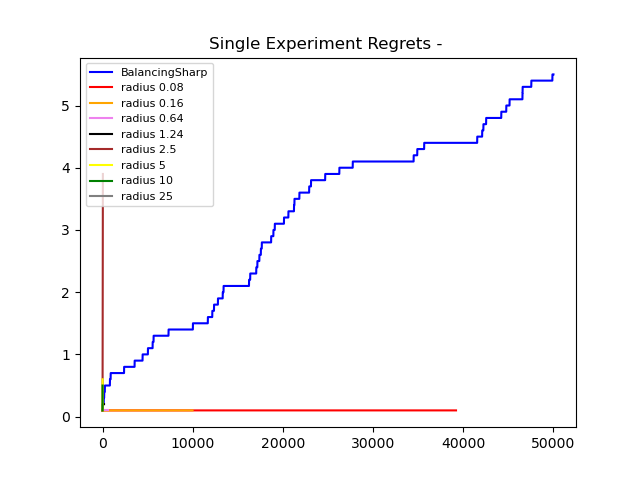 Single Experiment Regrets -
BalancingSharp
radius 0.08
radius 0.16
radius 0.64
radius 1.24
radius 2.5
radius 5
radius 10
radius 25
5
4
3
2
1
0
0 10000 20000 30000 40000 50000